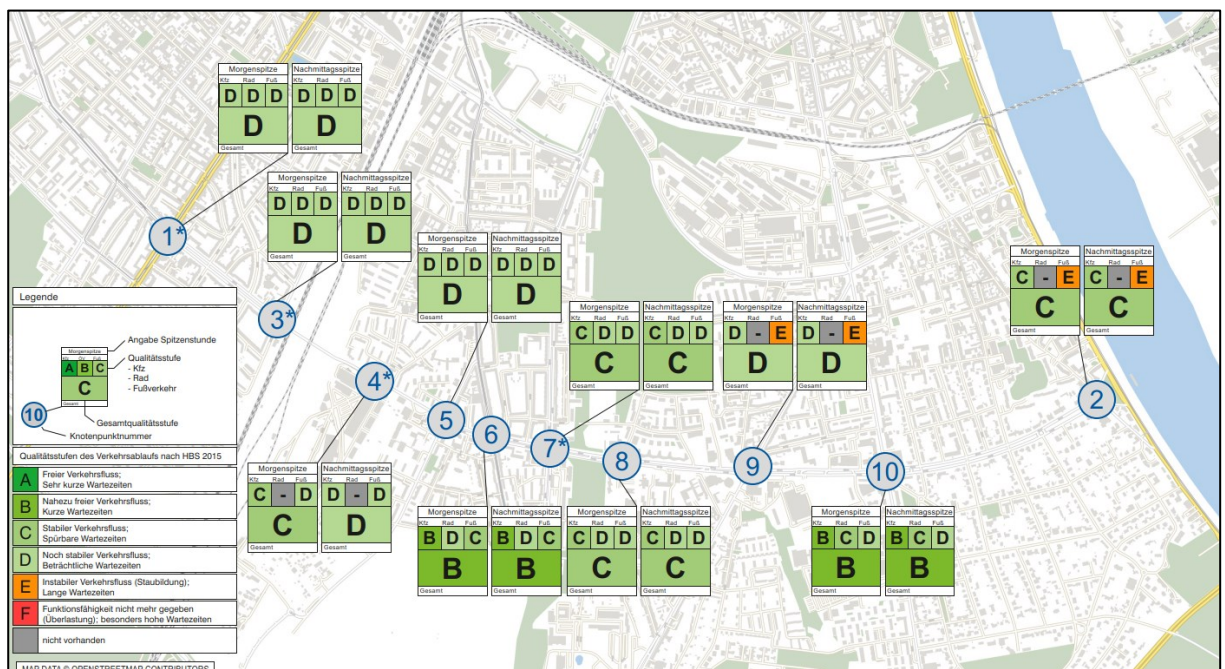 Morgenspitze Nachmittagsspitze
Kfz Rad Fuß Kfz Rad Fuß
D D D D D D
D D
Gesamt Gesamt
1*
Morgenspitze Nachmittagsspitze
Kfz Rad Fuß Kfz Rad Fuß
D D D D D D
D D
Gesamt Gesamt
3*
Morgenspitze Nachmittagsspitze
Kfz Rad Fuß Kfz Rad Fuß
D D D D D D
D D
Gesamt Gesamt
5
Morgenspitze Nachmittagsspitze
Kfz Rad Fuß Kfz Rad Fuß
C - E C - E
C C
Gesamt Gesamt
2
Morgenspitze Nachmittagsspitze
Kfz Rad Fuß Kfz Rad Fuß
C D D C D D
C C
Gesamt Gesamt
7*
Morgenspitze Nachmittagsspitze
Kfz Rad Fuß Kfz Rad Fuß
D - E D - E
D D
Gesamt Gesamt
9
4*
Morgenspitze Nachmittagsspitze
Kfz Rad Fuß Kfz Rad Fuß
C - D D - D
C D
Gesamt Gesamt
6
Morgenspitze Nachmittagsspitze
Kfz Rad Fuß Kfz Rad Fuß
B D C B D C
B B
Gesamt Gesamt
8
Morgenspitze Nachmittagsspitze
Kfz Rad Fuß Kfz Rad Fuß
C D D C D D
C C
Gesamt Gesamt
10
Morgenspitze Nachmittagsspitze
Kfz Rad Fuß Kfz Rad Fuß
B C D B C D
B B
Gesamt Gesamt
Legende
Morgenspitze
Kfz ÖV Fuß
A B C
C
Gesamt
10
Angabe Spitzenstunde
Qualitätsstufe
- Kfz
- Rad
- Fußverkehr
Gesamtqualitätsstufe
Knotenpunktnummer
Qualitätsstufen des Verkehrsablaufs nach HBS 2015
A Freier Verkehrsfluss;
Sehr kurze Wartezeiten
B Nahezu freier Verkehrsfluss;
Kurze Wartezeiten
C Stabiler Verkehrsfluss;
Spürbare Wartezeiten
D Noch stabiler Verkehrsfluss;
Beträchtliche Wartezeiten
E Instabiler Verkehrsfluss (Staubildung);
Lange Wartezeiten
F Funktionsfähigkeit nicht mehr gegeben
(Überlastung); besonders hohe Wartezeiten
nicht vorhanden
MAP DATA © OPENSTREETMAP CONTRIBUTORS